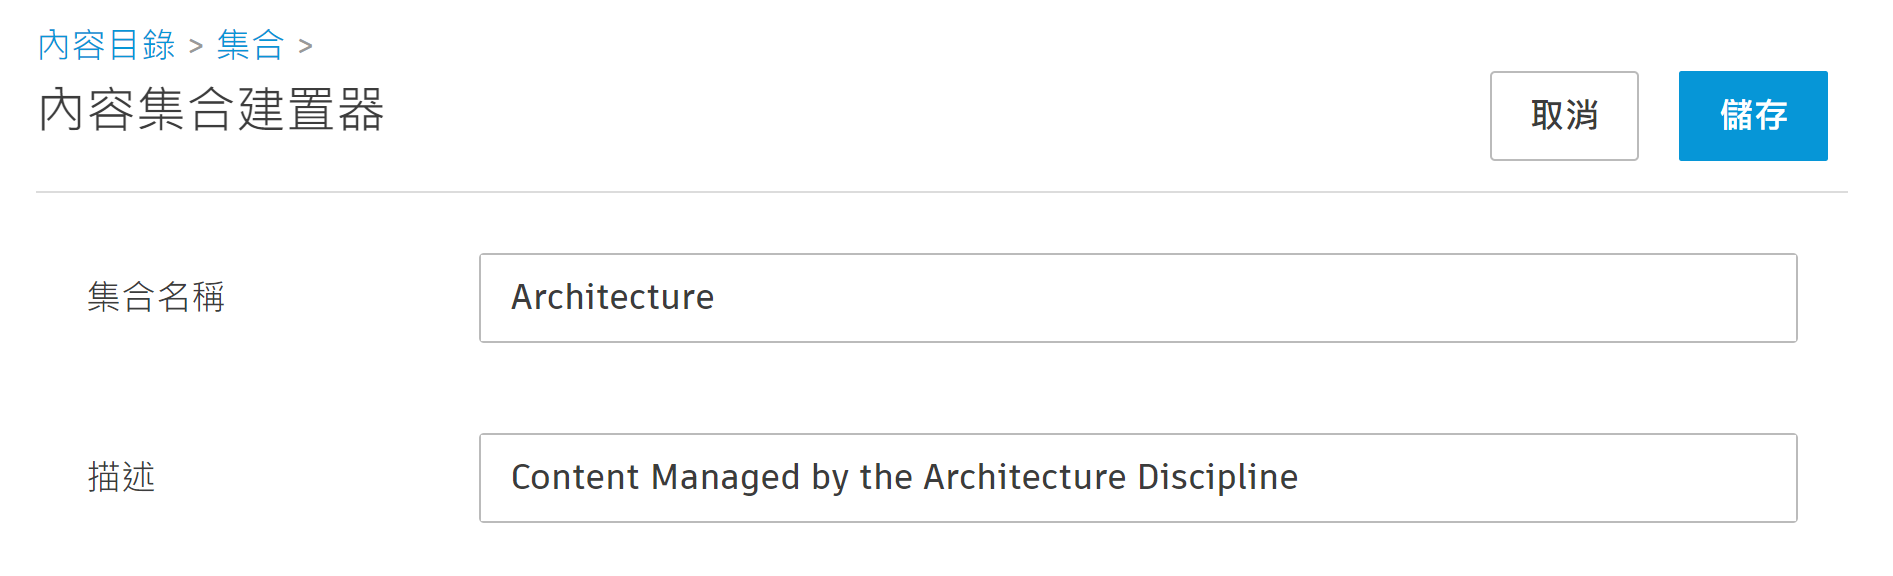 內容目錄 > 集合 >
內容集合建置器
取消
儲存
集合名稱
Architecture
描述
Content Managed by the Architecture Discipline